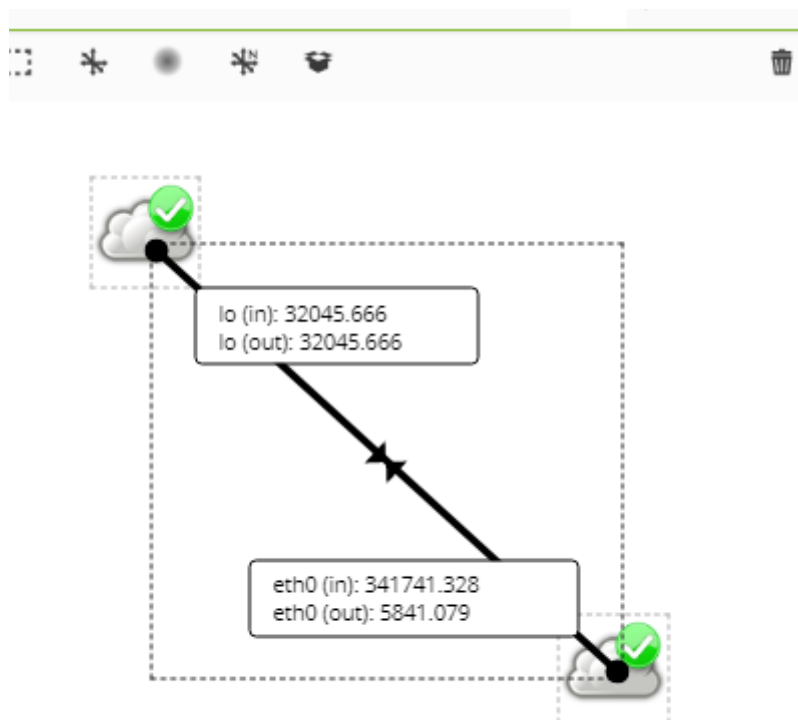 lo (in): 32045.666
lo (out): 32045.666
eth0 (in): 341741.328
eth0 (out): 5841.079